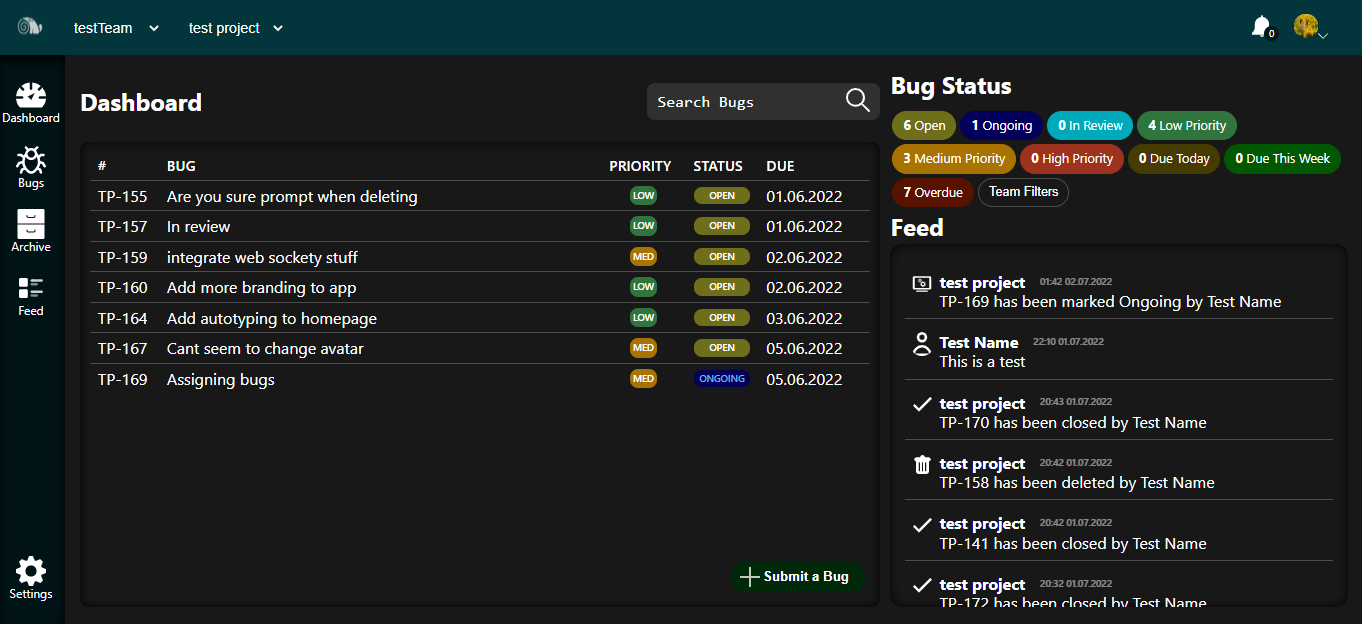 testTeam test project 0
Dashboard
Bugs
Archive
Feed
Settings
Dashboard
Search Bugs
# BUG PRIORITY STATUS DUE
TP-155 Are you sure prompt when deleting LOW OPEN 01.06.2022
TP-157 In review LOW OPEN 01.06.2022
TP-159 integrate web sockety stuff MED OPEN 02.06.2022
TP-160 Add more branding to app LOW OPEN 02.06.2022
TP-164 Add autotyping to homepage LOW OPEN 03.06.2022
TP-167 Cant seem to change avatar MED OPEN 05.06.2022
TP-169 Assigning bugs MED ONGOING 05.06.2022
Submit a Bug
Bug Status
6 Open 1 Ongoing 0 In Review 4 Low Priority
3 Medium Priority 0 High Priority 0 Due Today 0 Due This Week
7 Overdue Team Filters
Feed
test project 01:42 02.07.2022
TP-169 has been marked Ongoing by Test Name
Test Name 22:10 01.07.2022
This is a test
test project 20:43 01.07.2022
TP-170 has been closed by Test Name
test project 20:42 01.07.2022
TP-158 has been deleted by Test Name
test project 20:42 01.07.2022
TP-141 has been closed by Test Name
test project 20:32 01.07.2022
TP-172 has been closed by Test Name